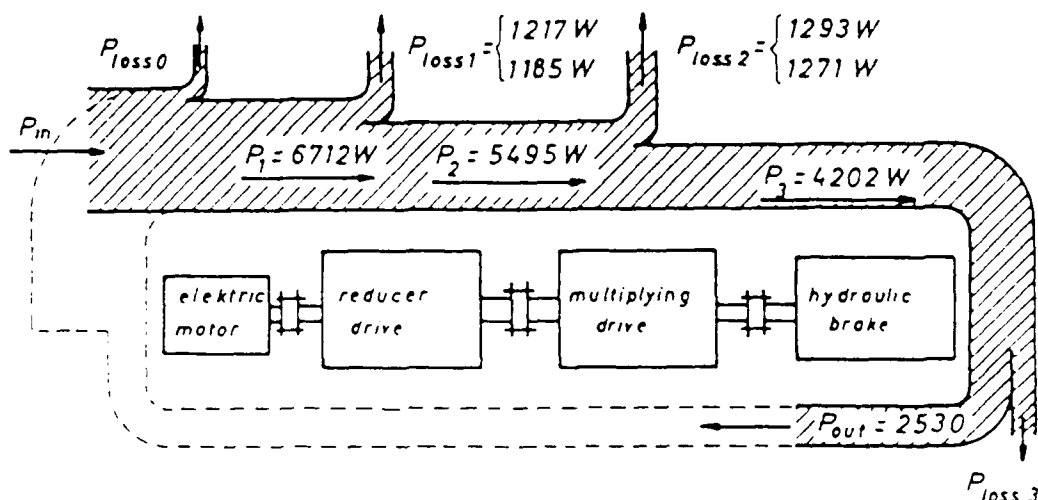 P_loss0
P_loss1 = { 1217 W
1185 W
P_loss2 = { 1293 W
1271 W
P_in
P_1 = 6712 W
P_2 = 5495 W
P_3 = 4202 W
elektric
motor
reducer
drive
multiplying
drive
hydraulic
brake
P_out = 2530
P_loss 3